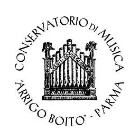 CONSERVATORIO DI MUSICA
"ARRIGO BOITO" - PARMA